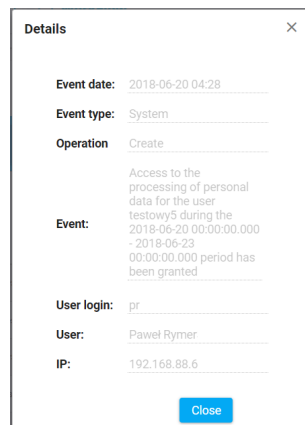 Details
Event date: 2018-06-20 04:28
Event type: System
Operation Create
Access to the
processing of personal
data for the user
testowy5 during the
Event: 2018-06-20 00:00:00.000
- 2018-06-23
00:00:00.000 period has
been granted
User login: pr
User: Paweł Rymer
IP: 192.168.88.6
Close